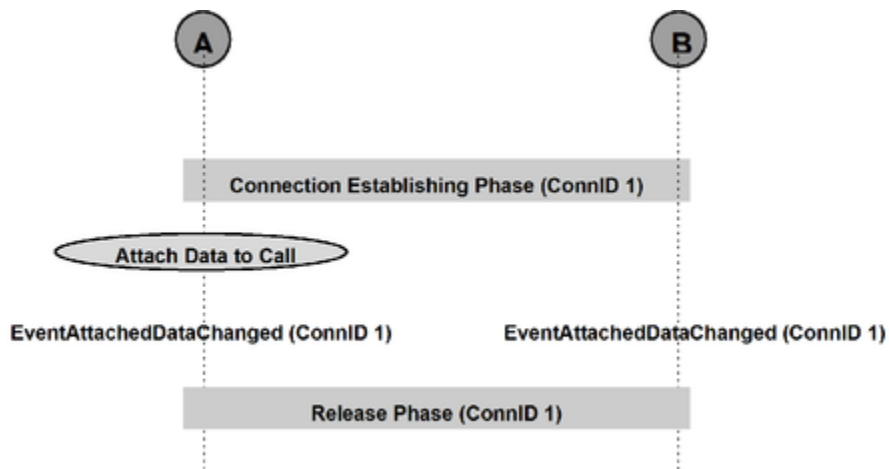 A
B
Connection Establishing Phase (ConnID 1)
Attach Data to Call
EventAttachedDataChanged (ConnID 1)
EventAttachedDataChanged (ConnID 1)
Release Phase (ConnID 1)